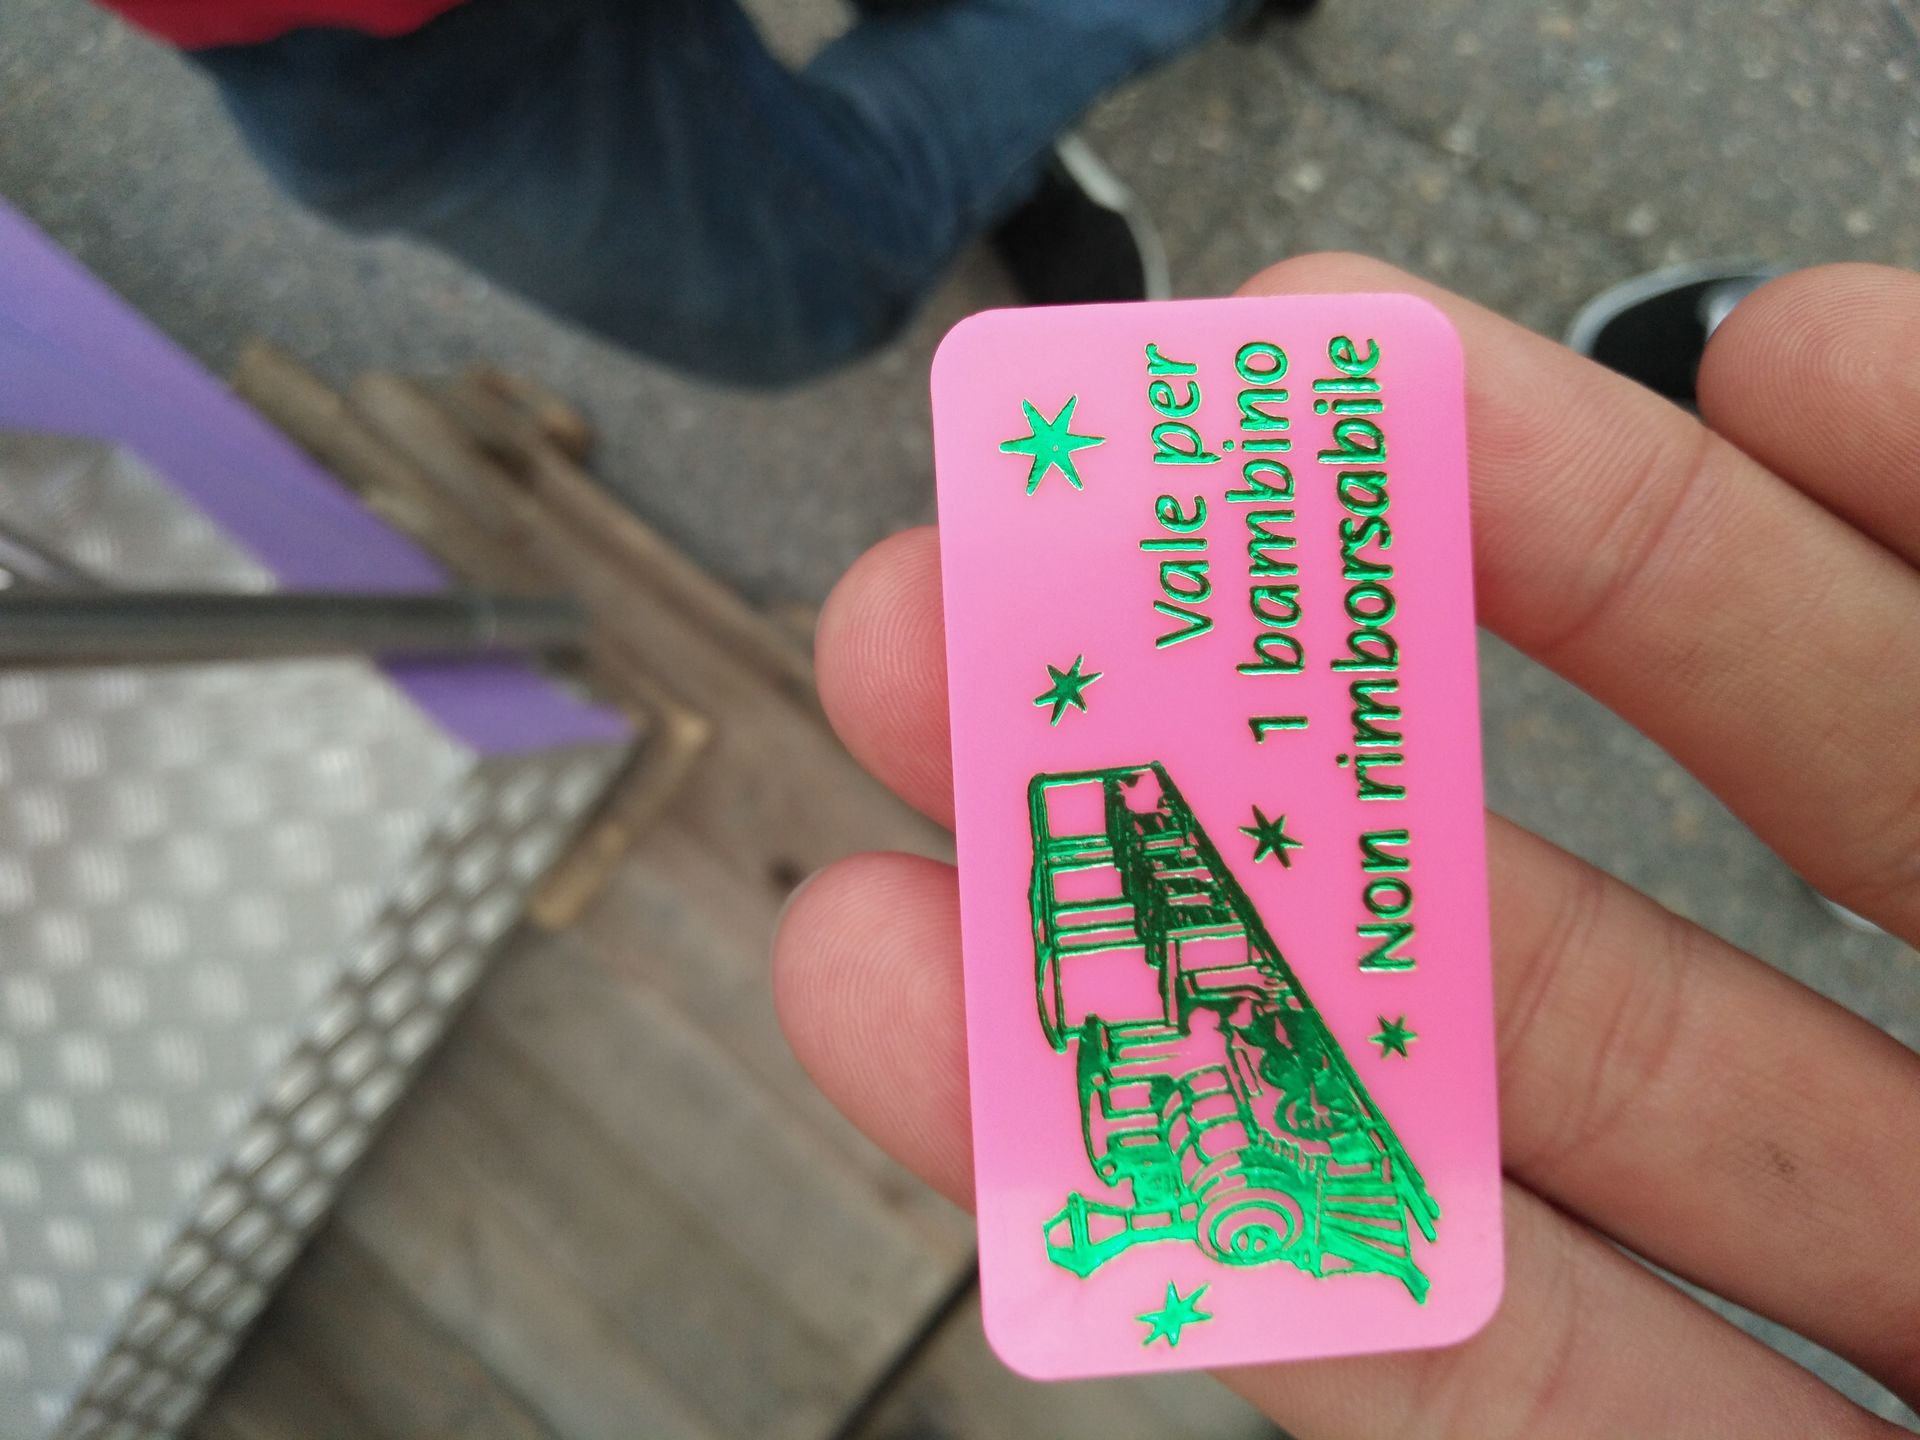 Vale per
1 bambino
Non rimborsabile